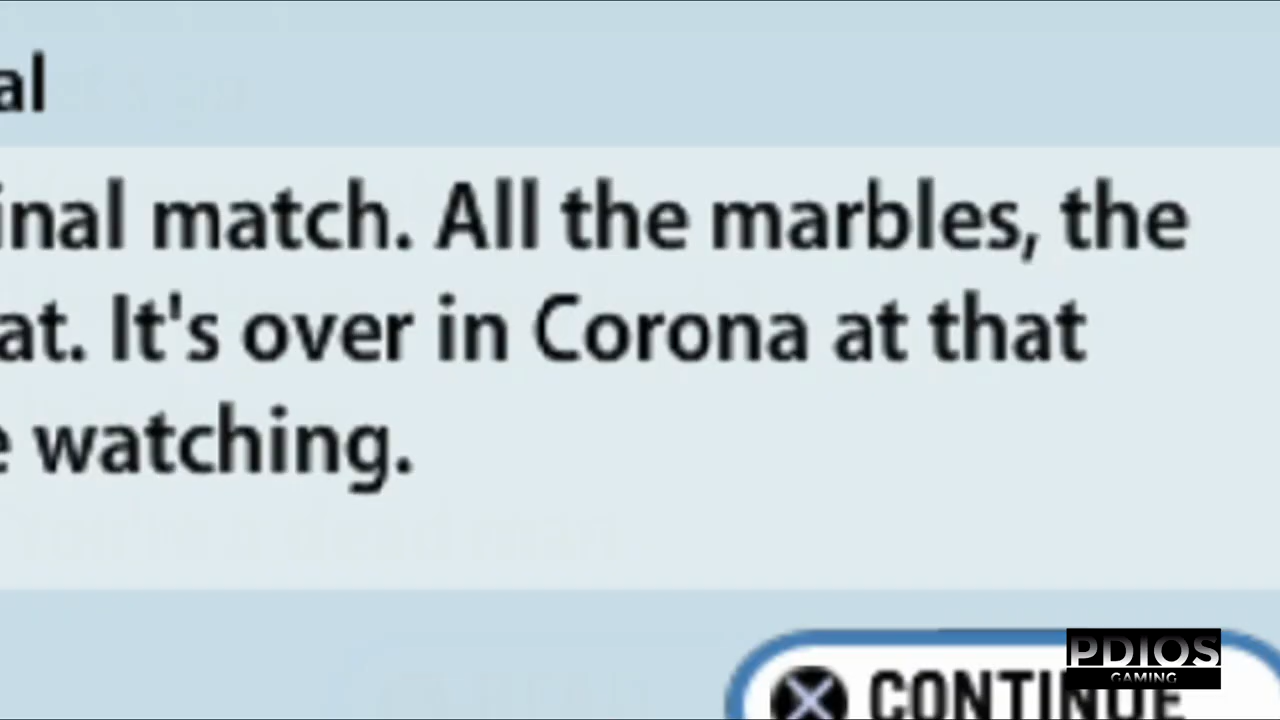 al
inal match. All the marbles, the
at. It's over in Corona at that
e watching.
CONTINUE
PDIOS
GAMING